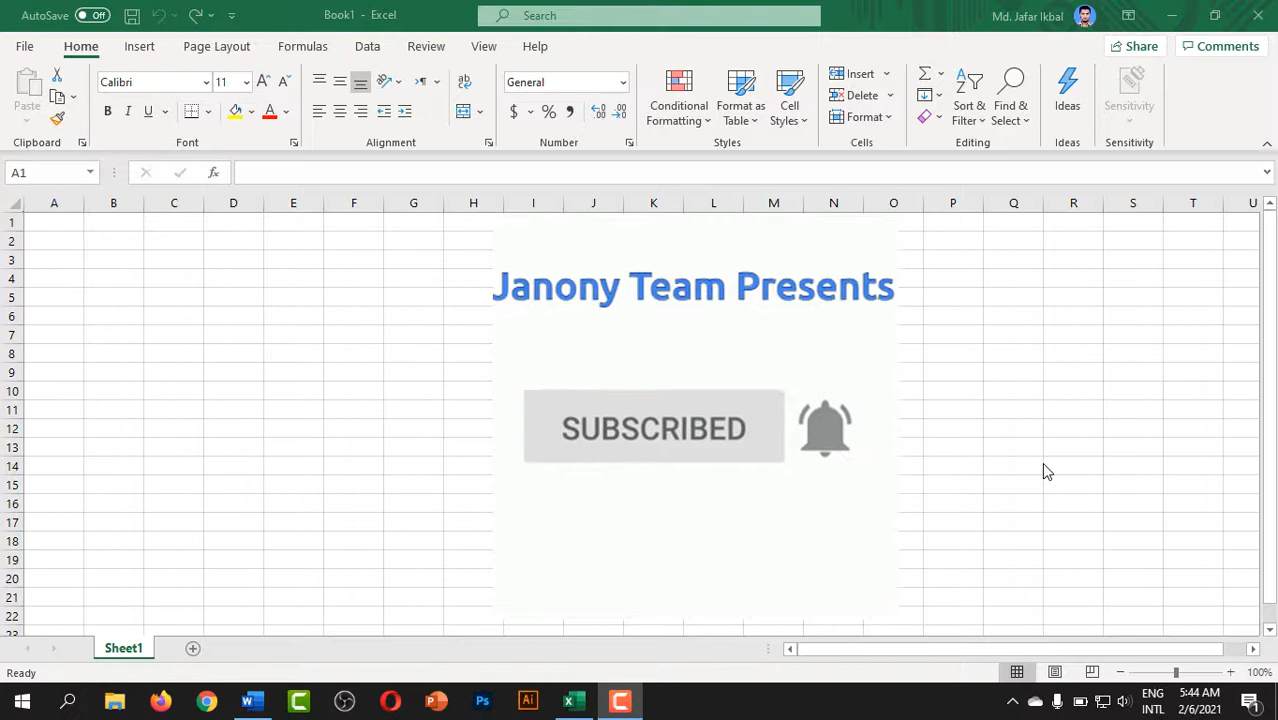 AutoSave Off Book1 - Excel Search Md. Jafar Ikbal
File Home Insert Page Layout Formulas Data Review View Help Share Comments
Calibri 11 General Insert
Paste B I U A $ % Conditional Formatting Format as Table Cell Styles Delete Sort & Filter Find & Select Ideas Sensitivity
Format
Clipboard Font Alignment Number Styles Cells Editing Ideas Sensitivity
A1 fx
A B C D E F G H I J K L M N O P Q R S T U
1
2
3
Janony Team Presents
4
5
6
7
8
9
10
11
SUBSCRIBED
12
13
14
15
16
17
18
19
20
21
22
23
Sheet1
Ready 100%
W P Ps Ai X C ENG 5:44 AM
INTL 2/6/2021 1